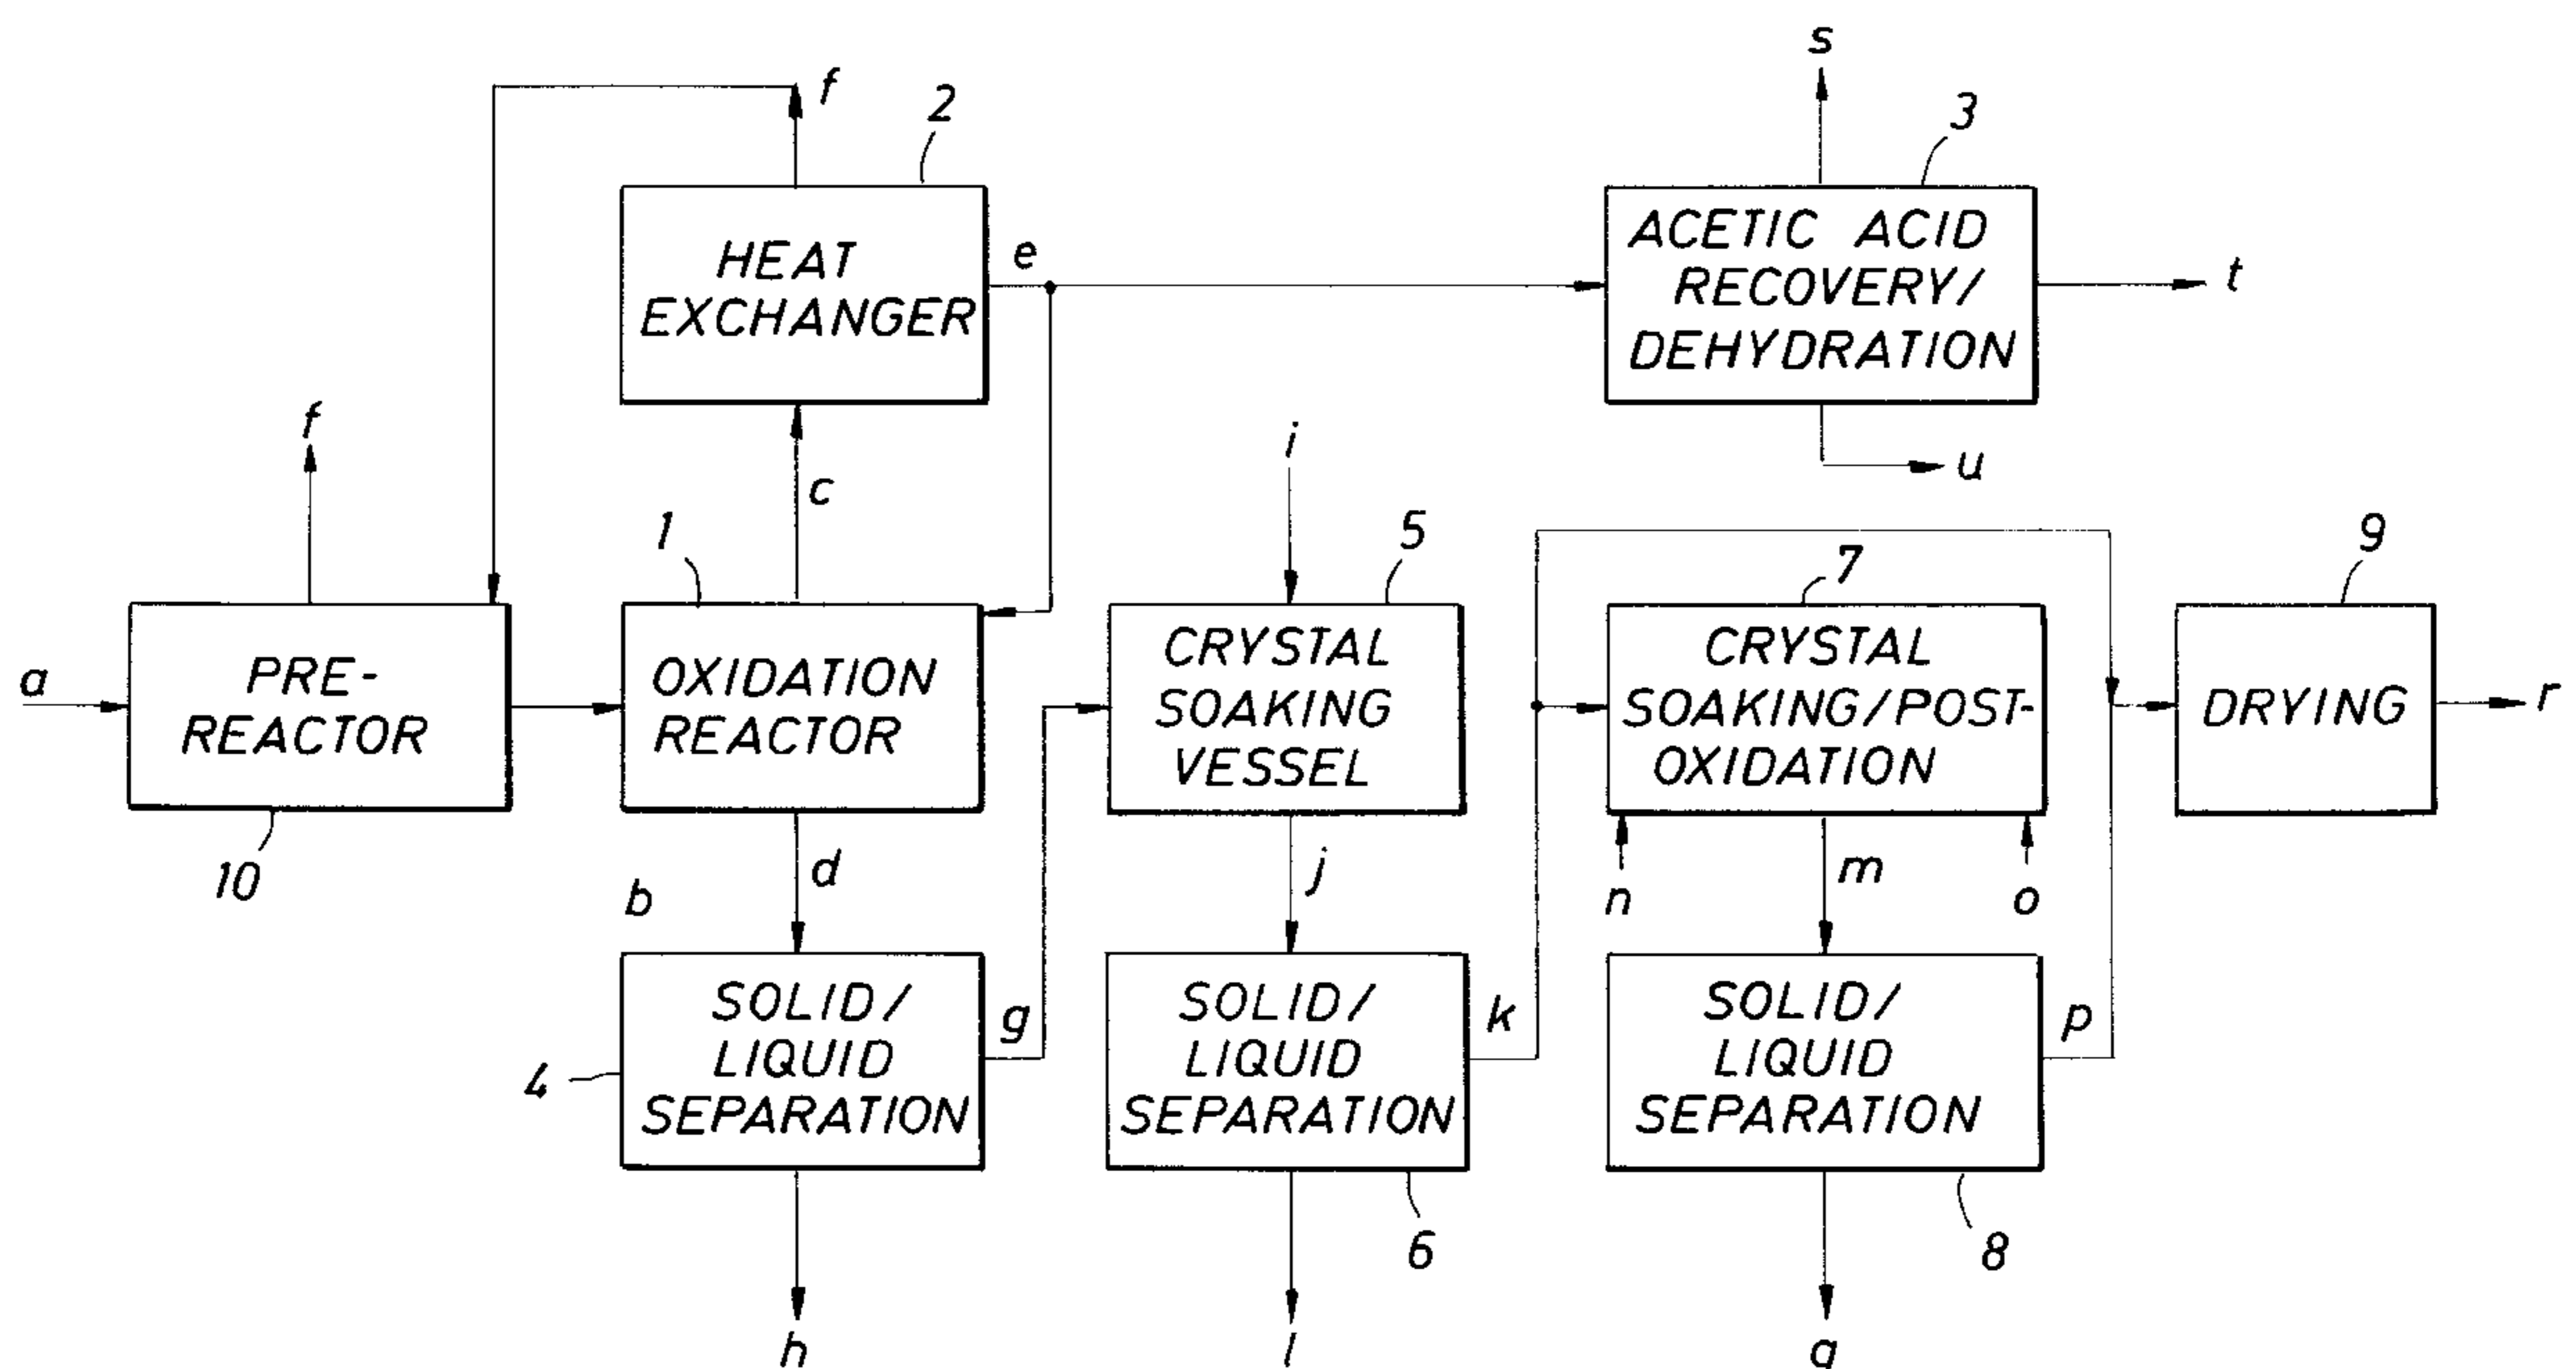 s
f
2
3
HEAT
EXCHANGER
e
ACETIC ACID
RECOVERY/
DEHYDRATION
t
f
c
i
u
1
5
7
9
a
PRE-
REACTOR
OXIDATION
REACTOR
CRYSTAL
SOAKING
VESSEL
CRYSTAL
SOAKING/POST-
OXIDATION
DRYING
r
10
b
d
j
n
m
o
4
SOLID/
LIQUID
SEPARATION
g
SOLID/
LIQUID
SEPARATION
k
SOLID/
LIQUID
SEPARATION
p
6
8
h
l
q